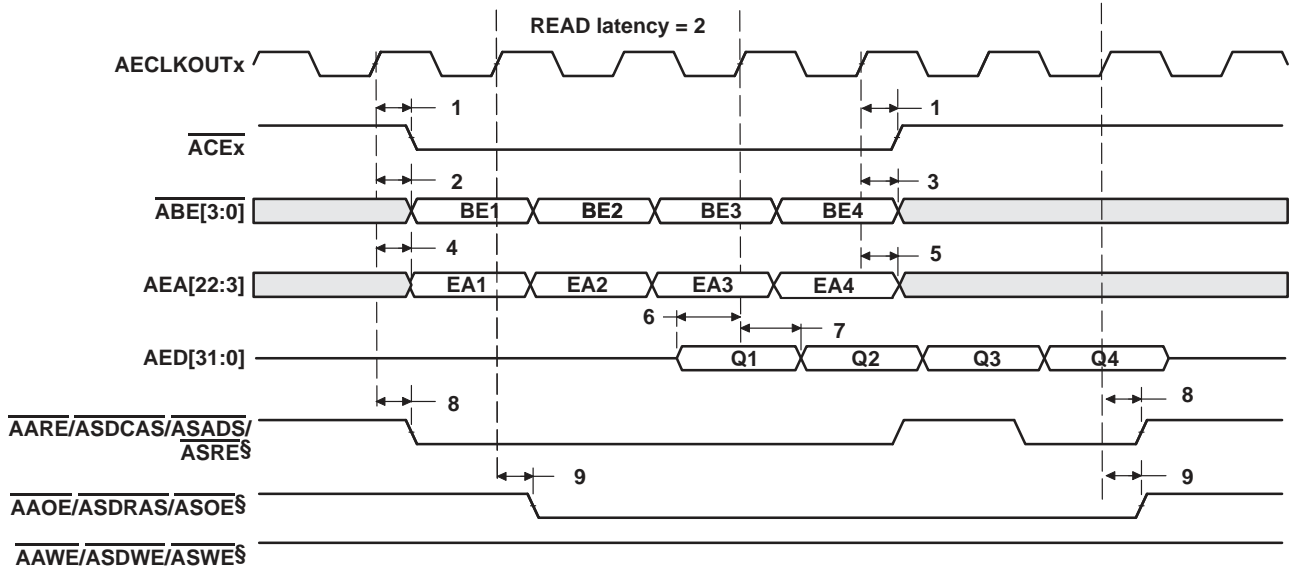 READ latency = 2
AECLKOUTx
1 1
ACEx
2 3
ABE[3:0] BE1 BE2 BE3 BE4
4 5
AEA[22:3] EA1 EA2 EA3 EA4
6 7
AED[31:0] Q1 Q2 Q3 Q4
8 8
AARE/ASDCAS/ASADS/
ASRE§
9 9
AAOE/ASDRAS/ASOE§
AAWE/ASDWE/ASWE§